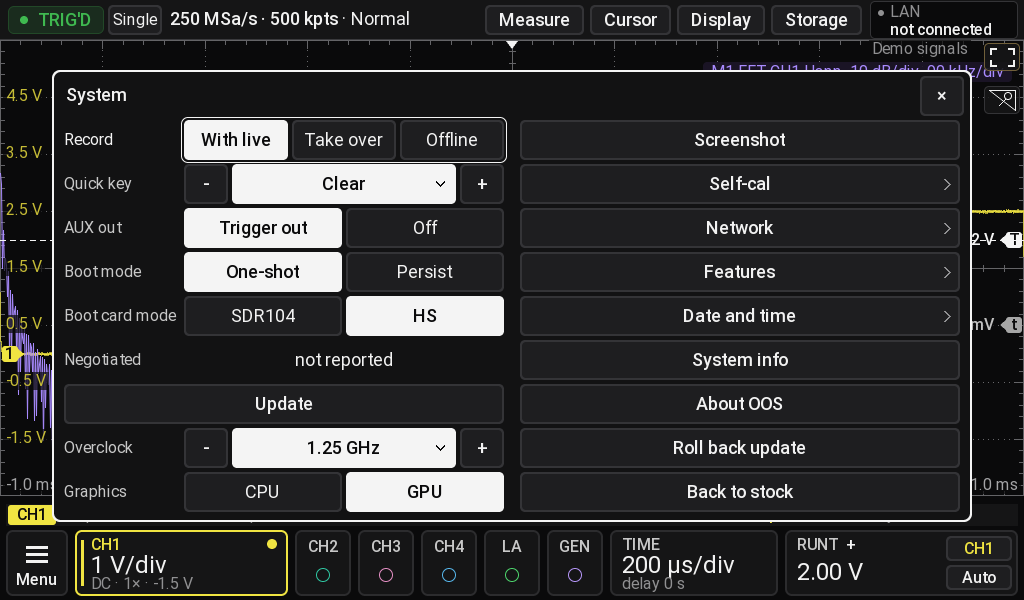 TRIG'D Single 250 MSa/s · 500 kpts · Normal Measure Cursor Display Storage LAN
not connected
Demo signals
System ×
Record With live Take over Offline Screenshot
4.5 V
Quick key - Clear + Self-cal
3.5 V
AUX out Trigger out Off Network
2.5 V
2 V T
Boot mode One-shot Persist Features
1.5 V
Boot card mode SDR104 HS Date and time
0.5 V
mV t
Negotiated not reported System info
1
-0.5 V
Update About OOS
-1.5 V
Overclock - 1.25 GHz + Roll back update
-1.0 ms 1.0 ms
Graphics CPU GPU Back to stock
CH1
Menu
CH1
1 V/div
DC · 1× · -1.5 V
CH2 CH3 CH4 LA GEN
TIME
200 µs/div
delay 0 s
RUNT +
2.00 V
CH1
Auto